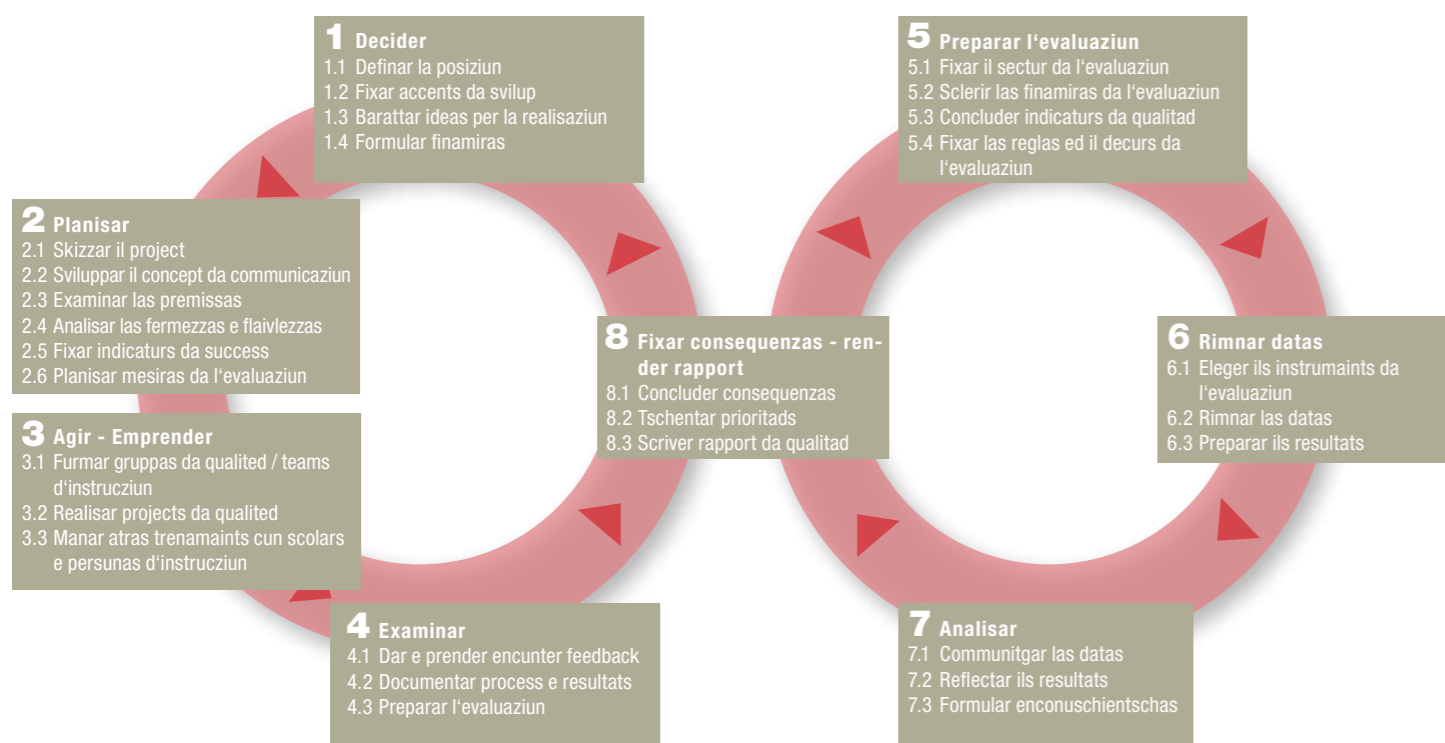 1 Decider
1.1 Definar la posiziun
1.2 Fixar accents da svilup
1.3 Barattar ideas per la realisaziun
1.4 Formular finamiras
2 Planisar
2.1 Skizzar il project
2.2 Sviluppar il concept da communicaziun
2.3 Examinar las premissas
2.4 Analisar las fermezzas e flaivlezzas
2.5 Fixar indicaturs da success
2.6 Planisar mesiras da l‘evaluaziun
3 Agir - Emprender
3.1 Furmar gruppas da qualited / teams
d‘instrucziun
3.2 Realisar projects da qualited
3.3 Manar atras trenamaints cun scolars
e persunas d‘instrucziun
4 Examinar
4.1 Dar e prender encunter feedback
4.2 Documentar process e resultats
4.3 Preparar l‘evaluaziun
5 Preparar l‘evaluaziun
5.1 Fixar il sectur da l‘evaluaziun
5.2 Sclerir las finamiras da l‘evaluaziun
5.3 Concluder indicaturs da qualitad
5.4 Fixar las reglas ed il decurs da
l‘evaluaziun
6 Rimnar datas
6.1 Eleger ils instrumaints da
l‘evaluaziun
6.2 Rimnar las datas
6.3 Preparar ils resultats
7 Analisar
7.1 Communitgar las datas
7.2 Reflectar ils resultats
7.3 Formular enconuschientschas
8 Fixar consequenzas - ren-
der rapport
8.1 Concluder consequenzas
8.2 Tschentar prioritads
8.3 Scriver rapport da qualitad